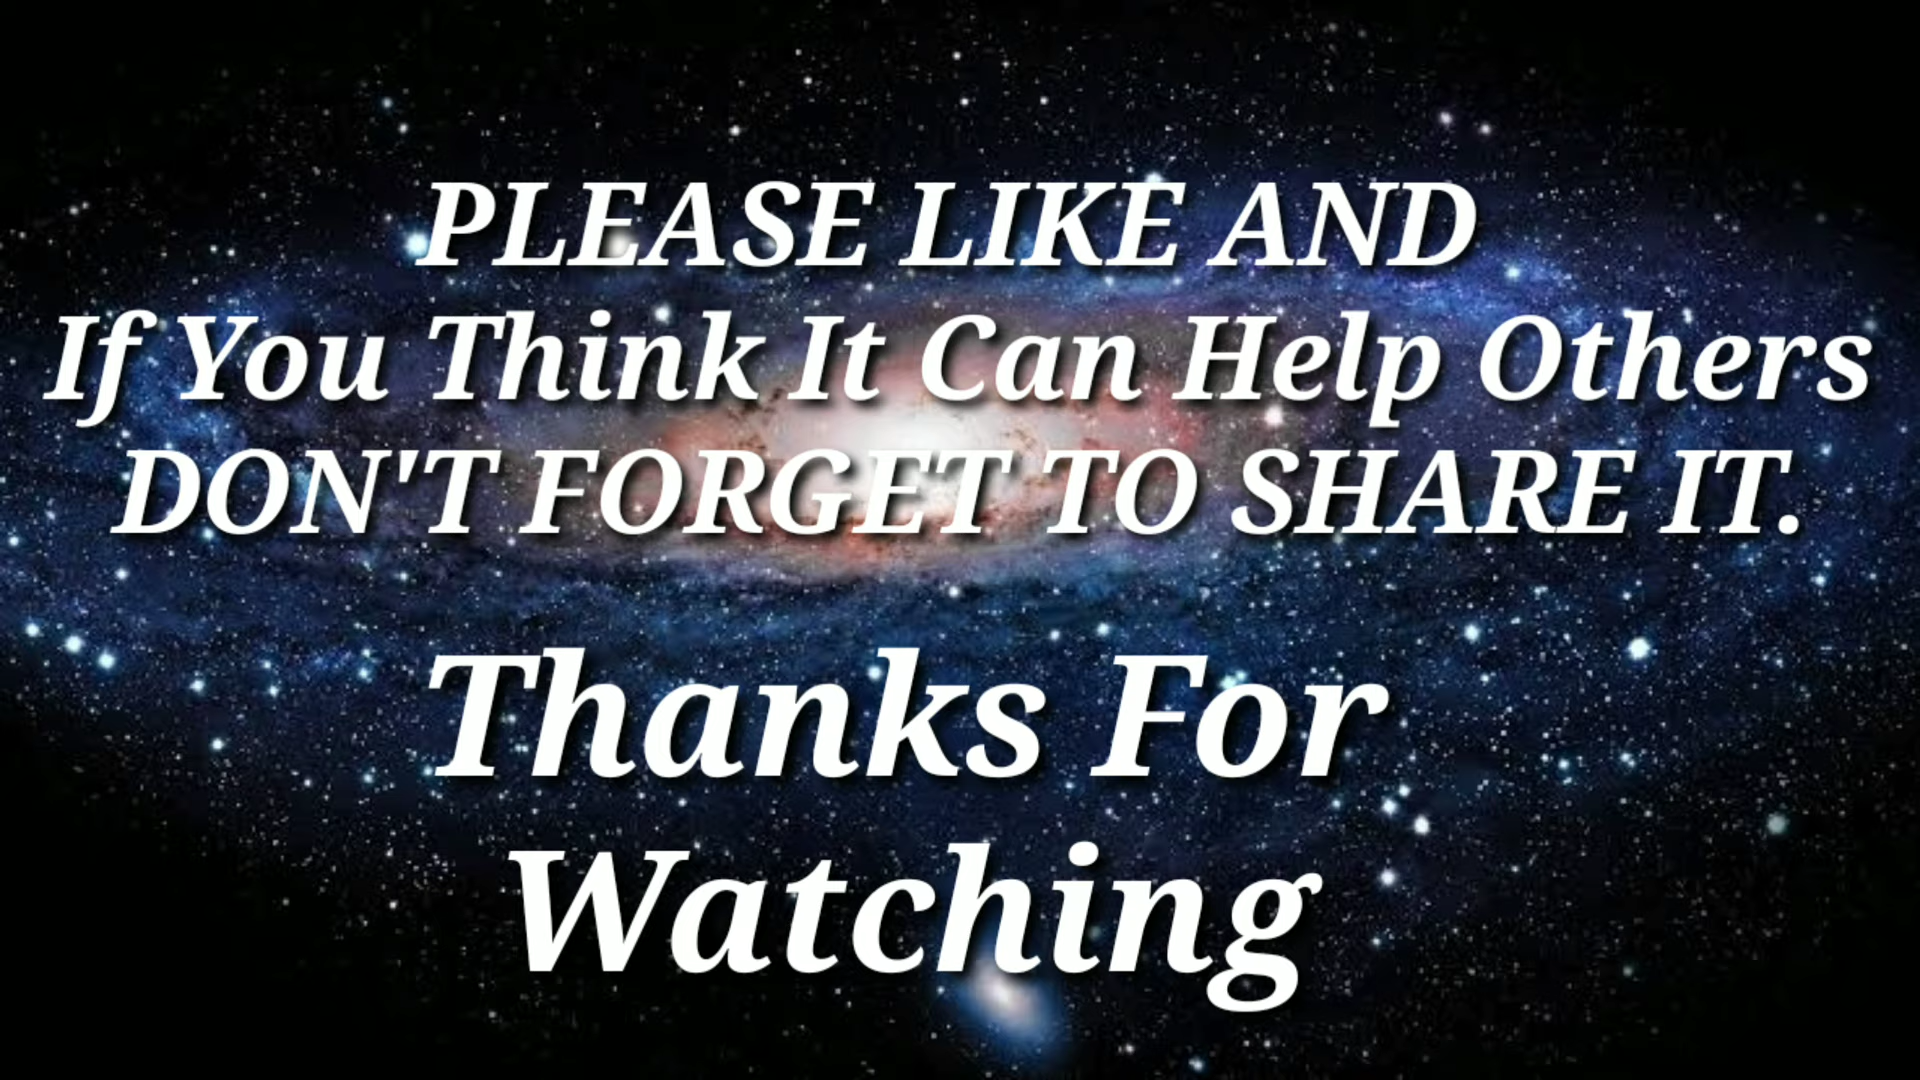 PLEASE LIKE AND
If You Think It Can Help Others
DON'T FORGET TO SHARE IT.
Thanks For
Watching